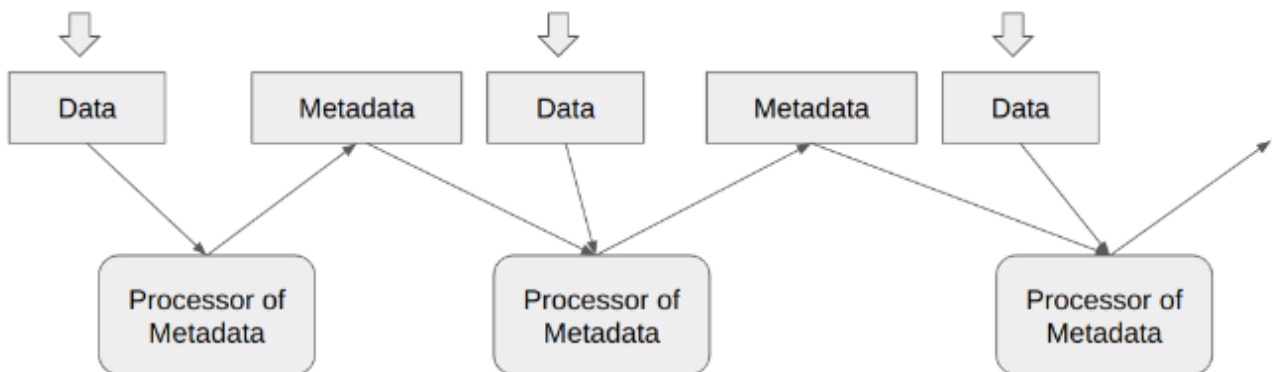 Data
Metadata
Data
Metadata
Data
Processor of
Metadata
Processor of
Metadata
Processor of
Metadata